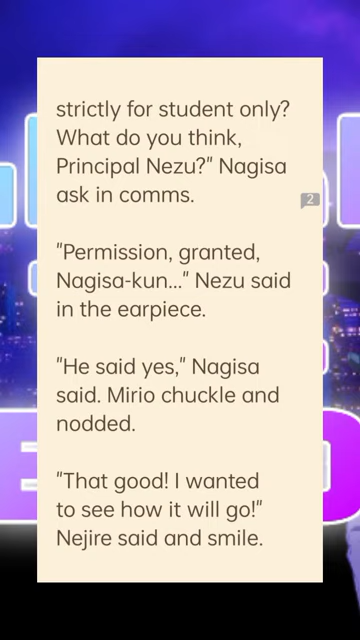 strictly for student only?
What do you think,
Principal Nezu?" Nagisa
ask in comms.
2
"Permission, granted,
Nagisa-kun..." Nezu said
in the earpiece.
"He said yes," Nagisa
said. Mirio chuckle and
nodded.
"That good! I wanted
to see how it will go!"
Nejire said and smile.